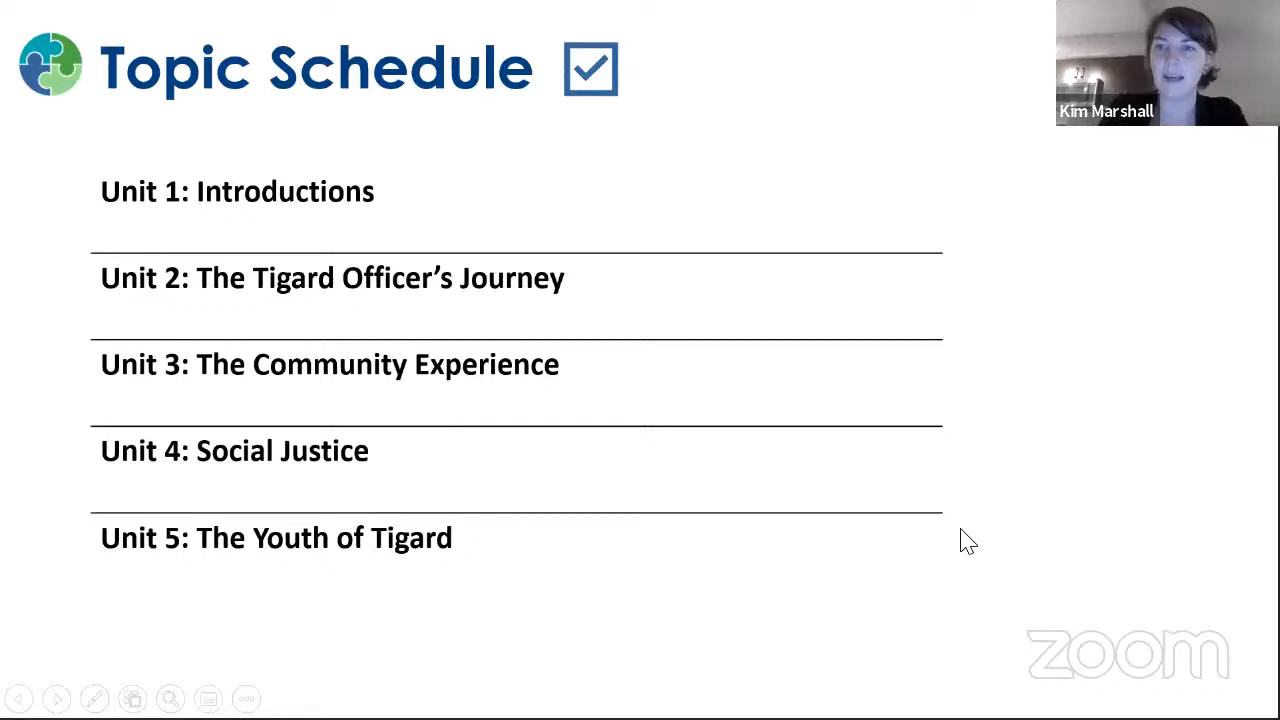 Topic Schedule
Kim Marshall
Unit 1: Introductions
Unit 2: The Tigard Officer’s Journey
Unit 3: The Community Experience
Unit 4: Social Justice
Unit 5: The Youth of Tigard
zoom